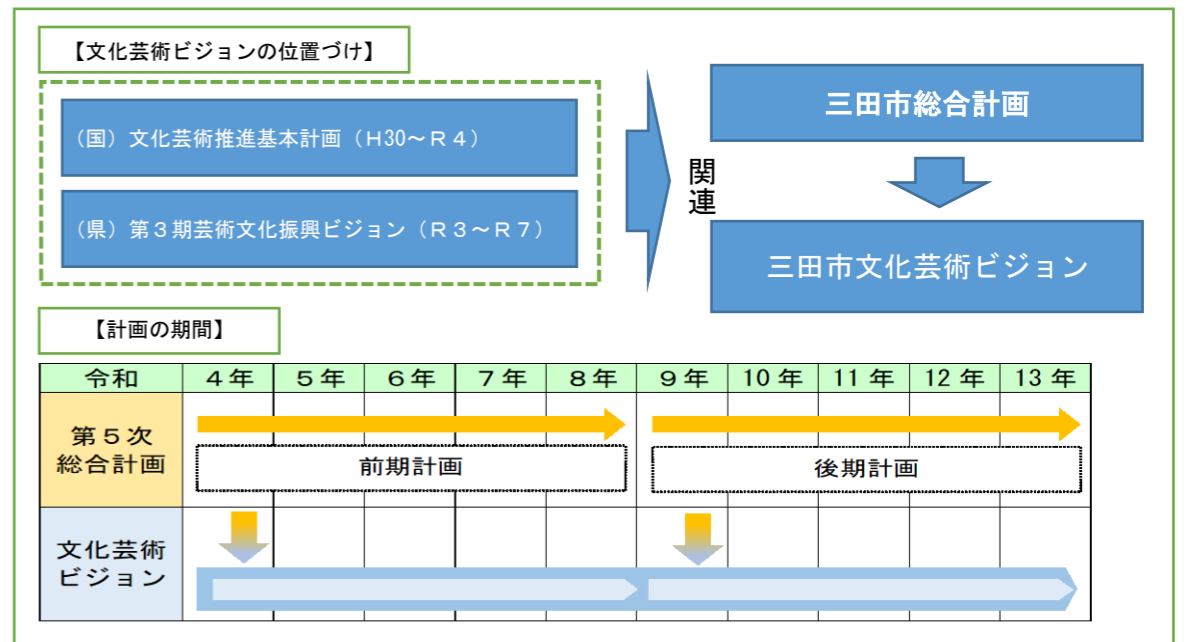 【文化芸術ビジョンの位置づけ】
（国）文化芸術推進基本計画（Ｈ30～Ｒ４）
（県）第３期芸術文化振興ビジョン（Ｒ３～Ｒ７）
関連
三田市総合計画
三田市文化芸術ビジョン
【計画の期間】
令和 ４年 ５年 ６年 ７年 ８年 ９年 10年 11年 12年 13年
第５次
総合計画
前期計画 後期計画
文化芸術
ビジョン